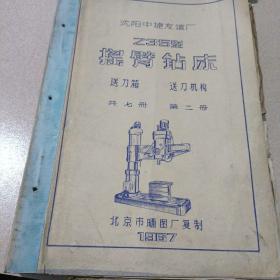 沈阳中捷友谊厂
Z35型
摇臂钻床
送刀箱 送刀机构
共七册 第二册
北京市晒图厂复制
1967